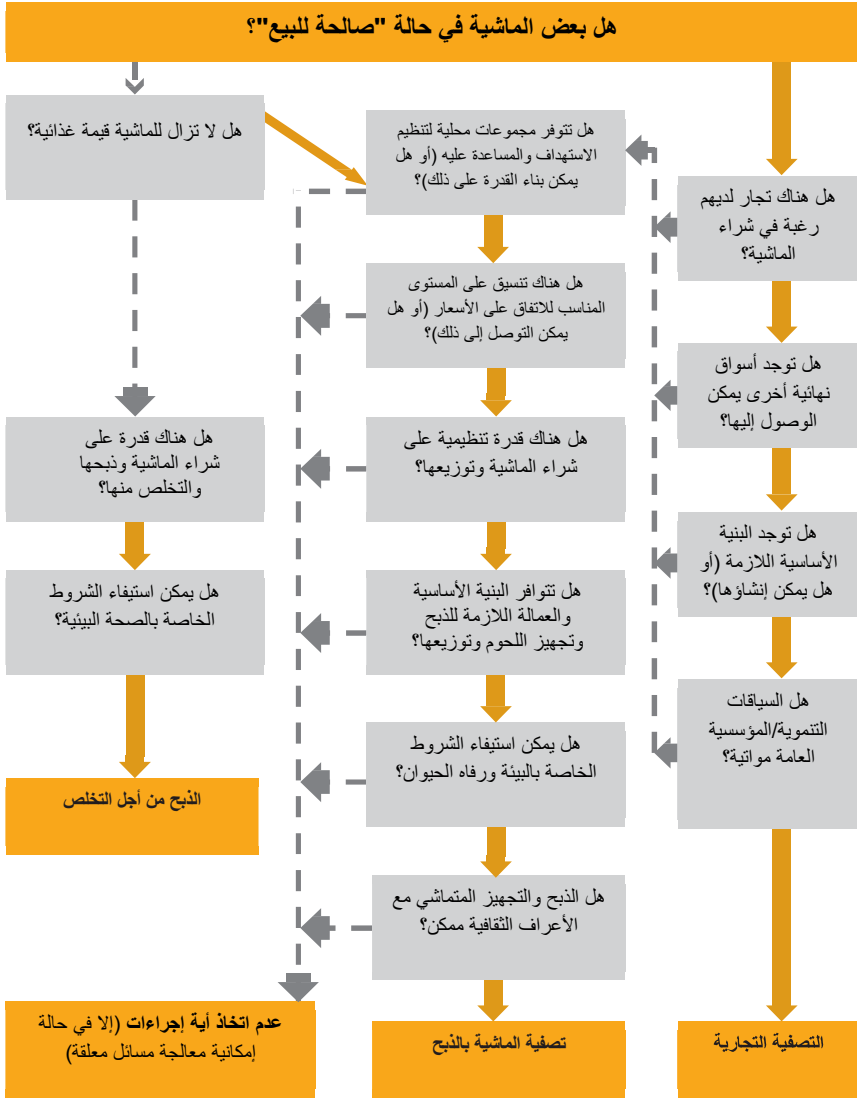 هل بعض الماشية في حالة "صالحة للبيع"؟
هل هناك تجار لديهم
رغبة في شراء
الماشية؟
هل توجد أسواق
نهائية أخرى يمكن
الوصول إليها؟
هل توجد البنية
الأساسية اللازمة (أو
هل يمكن إنشاؤها)؟
هل السياقات
التنموية/المؤسسية
العامة مواتية؟
التصفية التجارية
هل تتوفر مجموعات محلية لتنظيم
الاستهداف والمساعدة عليه (أو هل
يمكن بناء القدرة على ذلك)؟
هل هناك تنسيق على المستوى
المناسب للاتفاق على الأسعار (أو هل
يمكن التوصل إلى ذلك)؟
هل هناك قدرة تنظيمية على
شراء الماشية وتوزيعها؟
هل تتوافر البنية الأساسية
والعمالة اللازمة للذبح
وتجهيز اللحوم وتوزيعها؟
هل يمكن استيفاء الشروط
الخاصة بالبيئة ورفاه الحيوان؟
هل الذبح والتجهيز المتماشي مع
الأعراف الثقافية ممكن؟
تصفية الماشية بالذبح
هل لا تزال للماشية قيمة غذائية؟
هل هناك قدرة على
شراء الماشية وذبحها
والتخلص منها؟
هل يمكن استيفاء الشروط
الخاصة بالصحة البيئية؟
الذبح من أجل التخلص
عدم اتخاذ أية إجراءات (إلا في حالة
إمكانية معالجة مسائل معلقة)